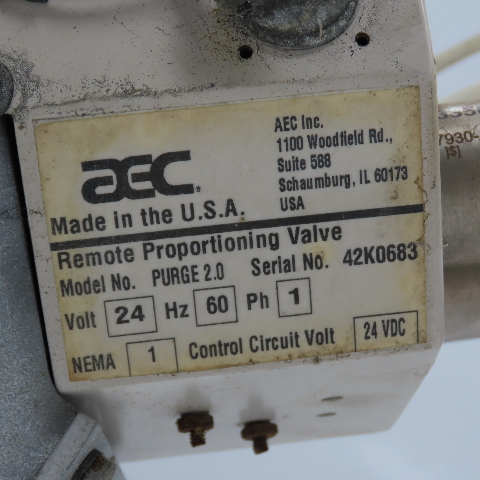 AEC Inc.
1100 Woodfield Rd.,
Suite 588
Schaumburg, IL 60173
USA
AEC.
Made in the U.S.A.
Remote Proportioning Valve
Model No. PURGE 2.0 Serial No. 42K0683
Volt 24 Hz 60 Ph 1
NEMA 1 Control Circuit Volt 24 VDC